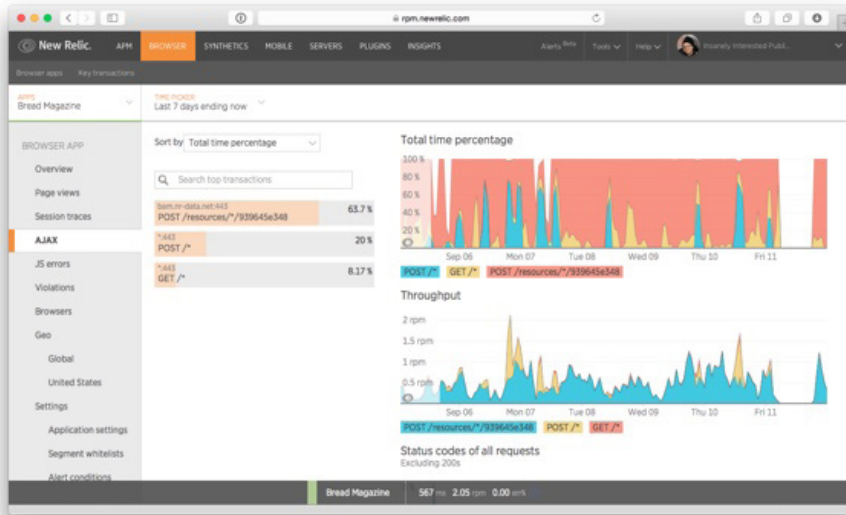 rpm.newrelic.com
New Relic.
APM
BROWSER
SYNTHETICS
MOBILE
SERVERS
PLUGINS
INSIGHTS
Alerts Beta
Tools
Help
Insanely Interested Publ...
Browser apps
Key transactions
APPS
Bread Magazine
TIME PICKER
Last 7 days ending now
BROWSER APP
Overview
Page views
Session traces
AJAX
JS errors
Violations
Browsers
Geo
Global
United States
Settings
Application settings
Segment whitelists
Alert conditions
Sort by Total time percentage
Search top transactions
bam.nr-data.net:443
POST /resources/*/939645e348
63.7 %
*:443
POST /*
20 %
*:443
GET /*
8.17 %
Total time percentage
100 %
80 %
60 %
40 %
20 %
Sep 06 Mon 07 Tue 08 Wed 09 Thu 10 Fri 11
POST /* GET /* POST /resources/*/939645e348
Throughput
2 rpm
1.5 rpm
1 rpm
0.5 rpm
Sep 06 Mon 07 Tue 08 Wed 09 Thu 10 Fri 11
POST /resources/*/939645e348 POST /* GET /*
Status codes of all requests
Excluding 200s
Bread Magazine 567 ms 2.05 rpm 0.00 err%